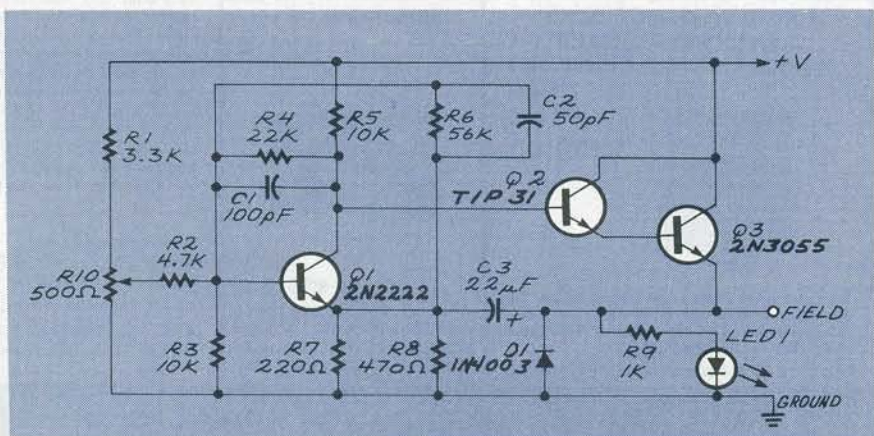 +V
C2
50pF
R5
10K
R6
56K
R4
22K
R1
3.3K
C1
100pF
Q2
TIP 31
Q3
2N3055
R2
4.7K
R10
500Ω
Q1
2N2222
C3
22μF
+
FIELD
LED1
R3
10K
R7
220Ω
R8
470Ω
D1
1N4003
R9
1K
GROUND